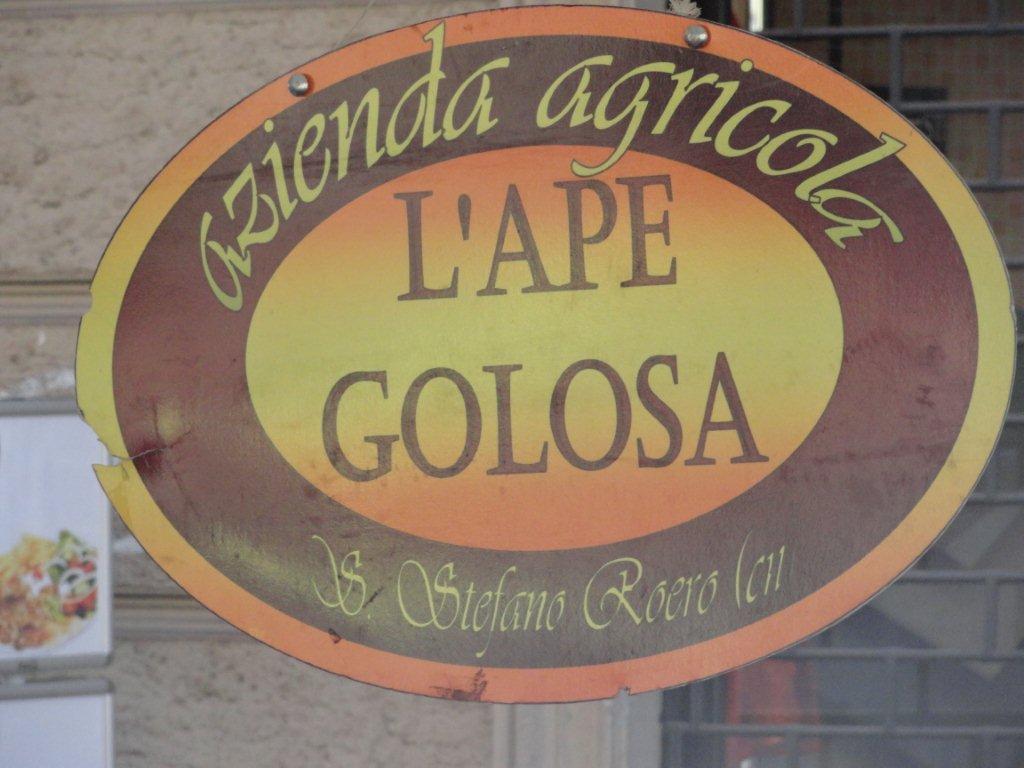 azienda agricola
L'APE
GOLOSA
S. Stefano Roero (cn